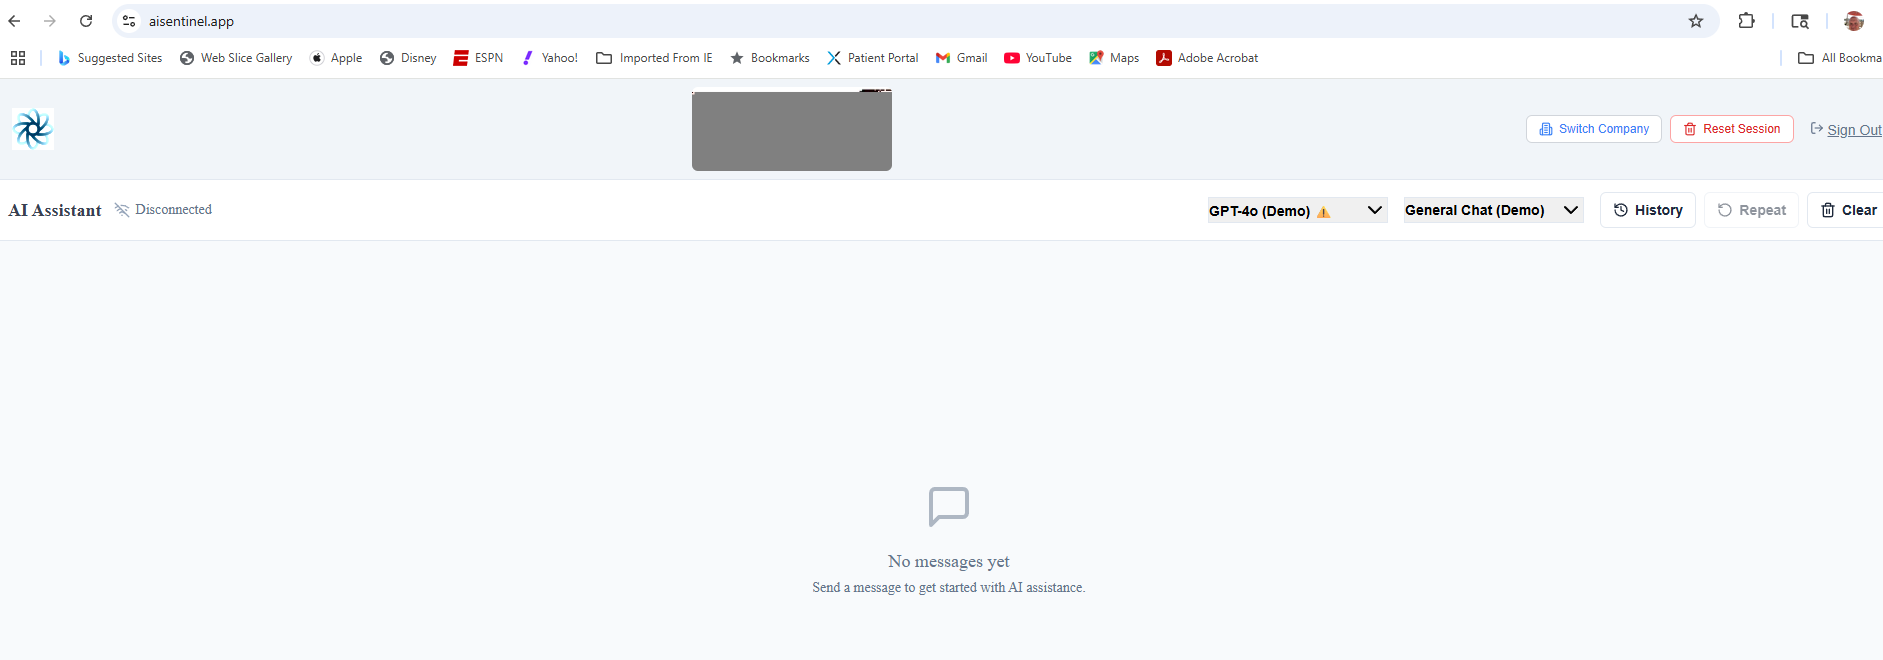 aisentinel.app
Suggested Sites Web Slice Gallery Apple Disney ESPN Yahoo! Imported From IE Bookmarks Patient Portal Gmail YouTube Maps Adobe Acrobat All Bookma
Switch Company Reset Session Sign Out
AI Assistant Disconnected GPT-4o (Demo) General Chat (Demo) History Repeat Clear
No messages yet
Send a message to get started with AI assistance.